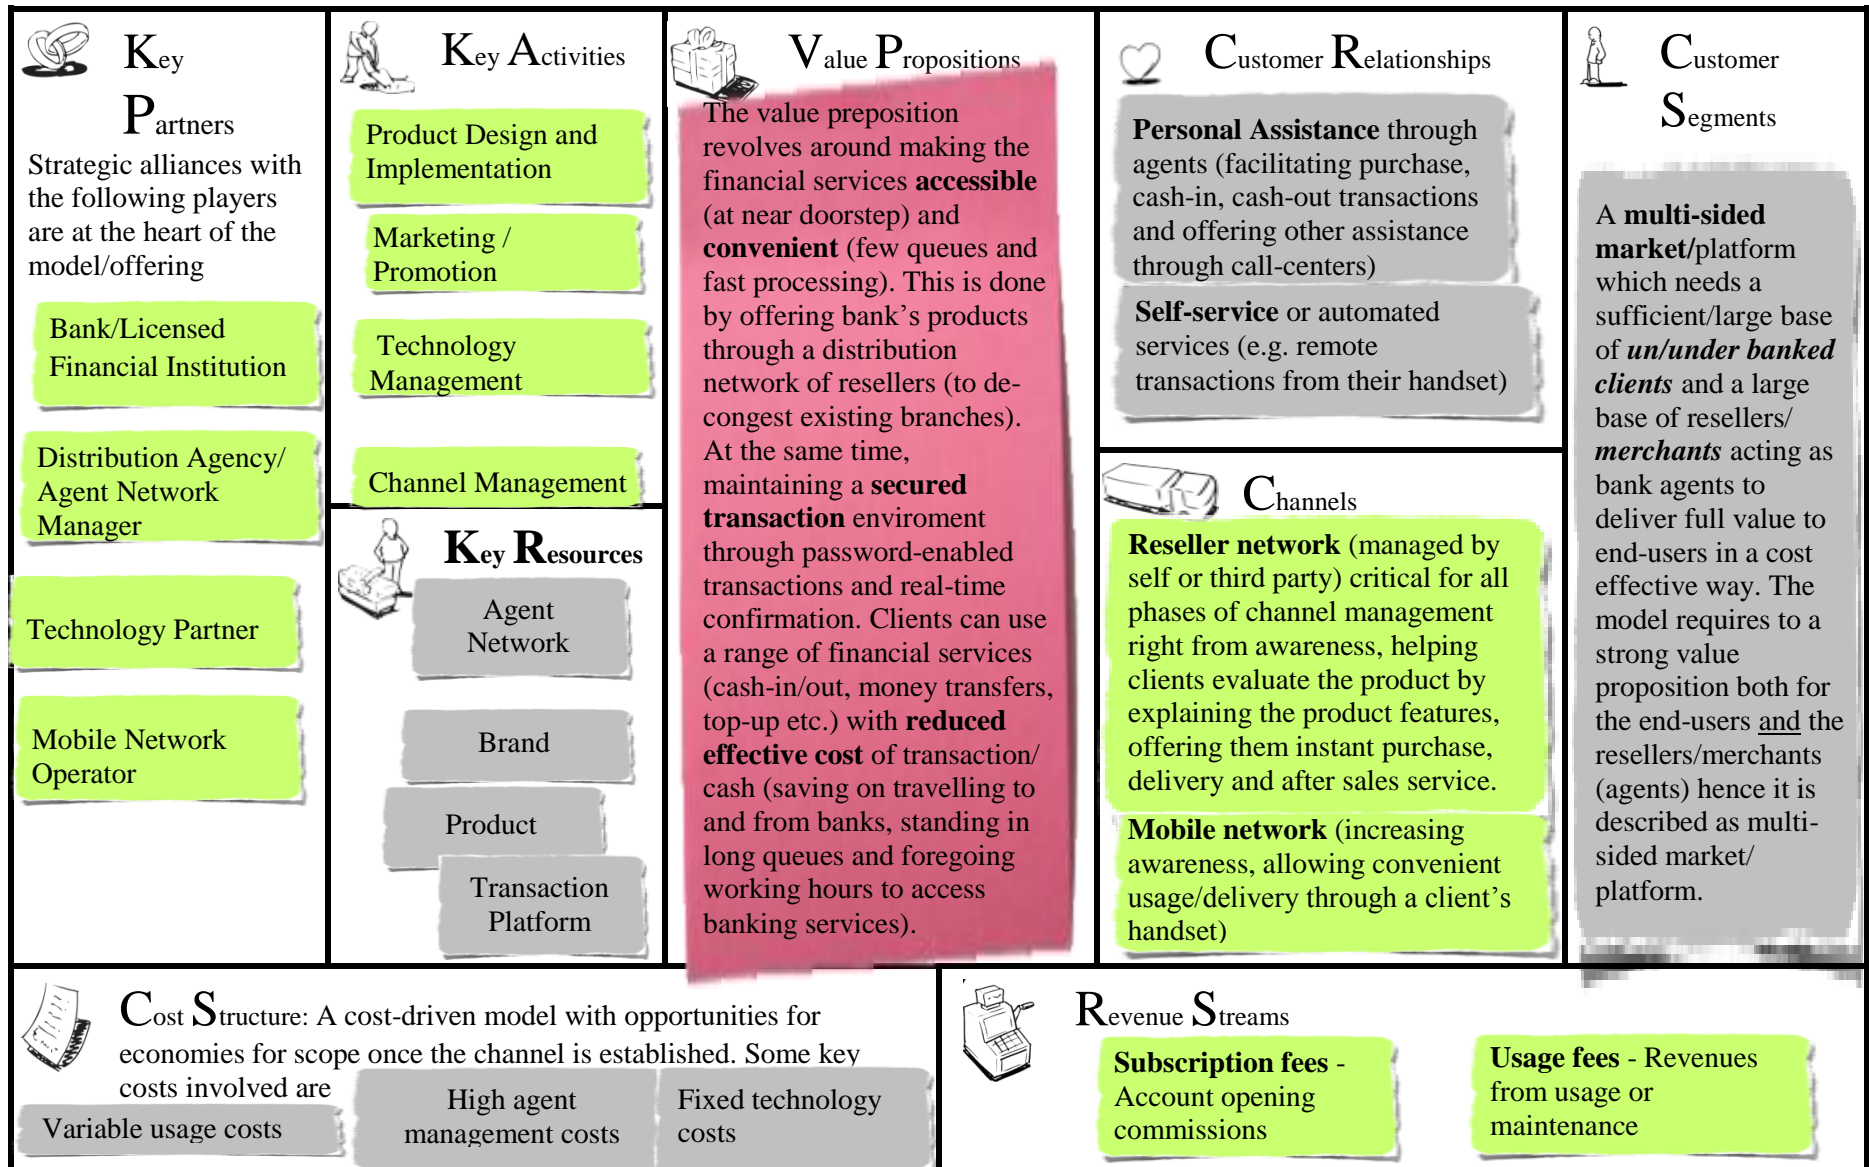 Key
Partners
Strategic alliances with
the following players
are at the heart of the
model/offering
Bank/Licensed
Financial Institution
Distribution Agency/
Agent Network
Manager
Technology Partner
Mobile Network
Operator
Key Activities
Product Design and
Implementation
Marketing /
Promotion
Technology
Management
Channel Management
Key Resources
Agent
Network
Brand
Product
Transaction
Platform
Value Propositions
The value preposition
revolves around making the
financial services accessible
(at near doorstep) and
convenient (few queues and
fast processing). This is done
by offering bank’s products
through a distribution
network of resellers (to de-
congest existing branches).
At the same time,
maintaining a secured
transaction enviroment
through password-enabled
transactions and real-time
confirmation. Clients can use
a range of financial services
(cash-in/out, money transfers,
top-up etc.) with reduced
effective cost of transaction/
cash (saving on travelling to
and from banks, standing in
long queues and foregoing
working hours to access
banking services).
Customer Relationships
Personal Assistance through
agents (facilitating purchase,
cash-in, cash-out transactions
and offering other assistance
through call-centers)
Self-service or automated
services (e.g. remote
transactions from their handset)
Channels
Reseller network (managed by
self or third party) critical for all
phases of channel management
right from awareness, helping
clients evaluate the product by
explaining the product features,
offering them instant purchase,
delivery and after sales service.
Mobile network (increasing
awareness, allowing convenient
usage/delivery through a client’s
handset)
Customer
Segments
A multi-sided
market/platform
which needs a
sufficient/large base
of un/under banked
clients and a large
base of resellers/
merchants acting as
bank agents to
deliver full value to
end-users in a cost
effective way. The
model requires to a
strong value
proposition both for
the end-users and the
resellers/merchants
(agents) hence it is
described as multi-
sided market/
platform.
Cost Structure: A cost-driven model with opportunities for
economies for scope once the channel is established. Some key
costs involved are
Variable usage costs
High agent
management costs
Fixed technology
costs
Revenue Streams
Subscription fees -
Account opening
commissions
Usage fees - Revenues
from usage or
maintenance